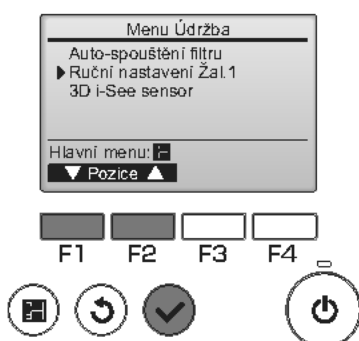 Menu Údržba
Auto-spouštění filtru
▶Ruční nastavení Žal.1
3D i-See sensor
Hlavní menu:
▼ Pozice ▲
F1 F2 F3 F4